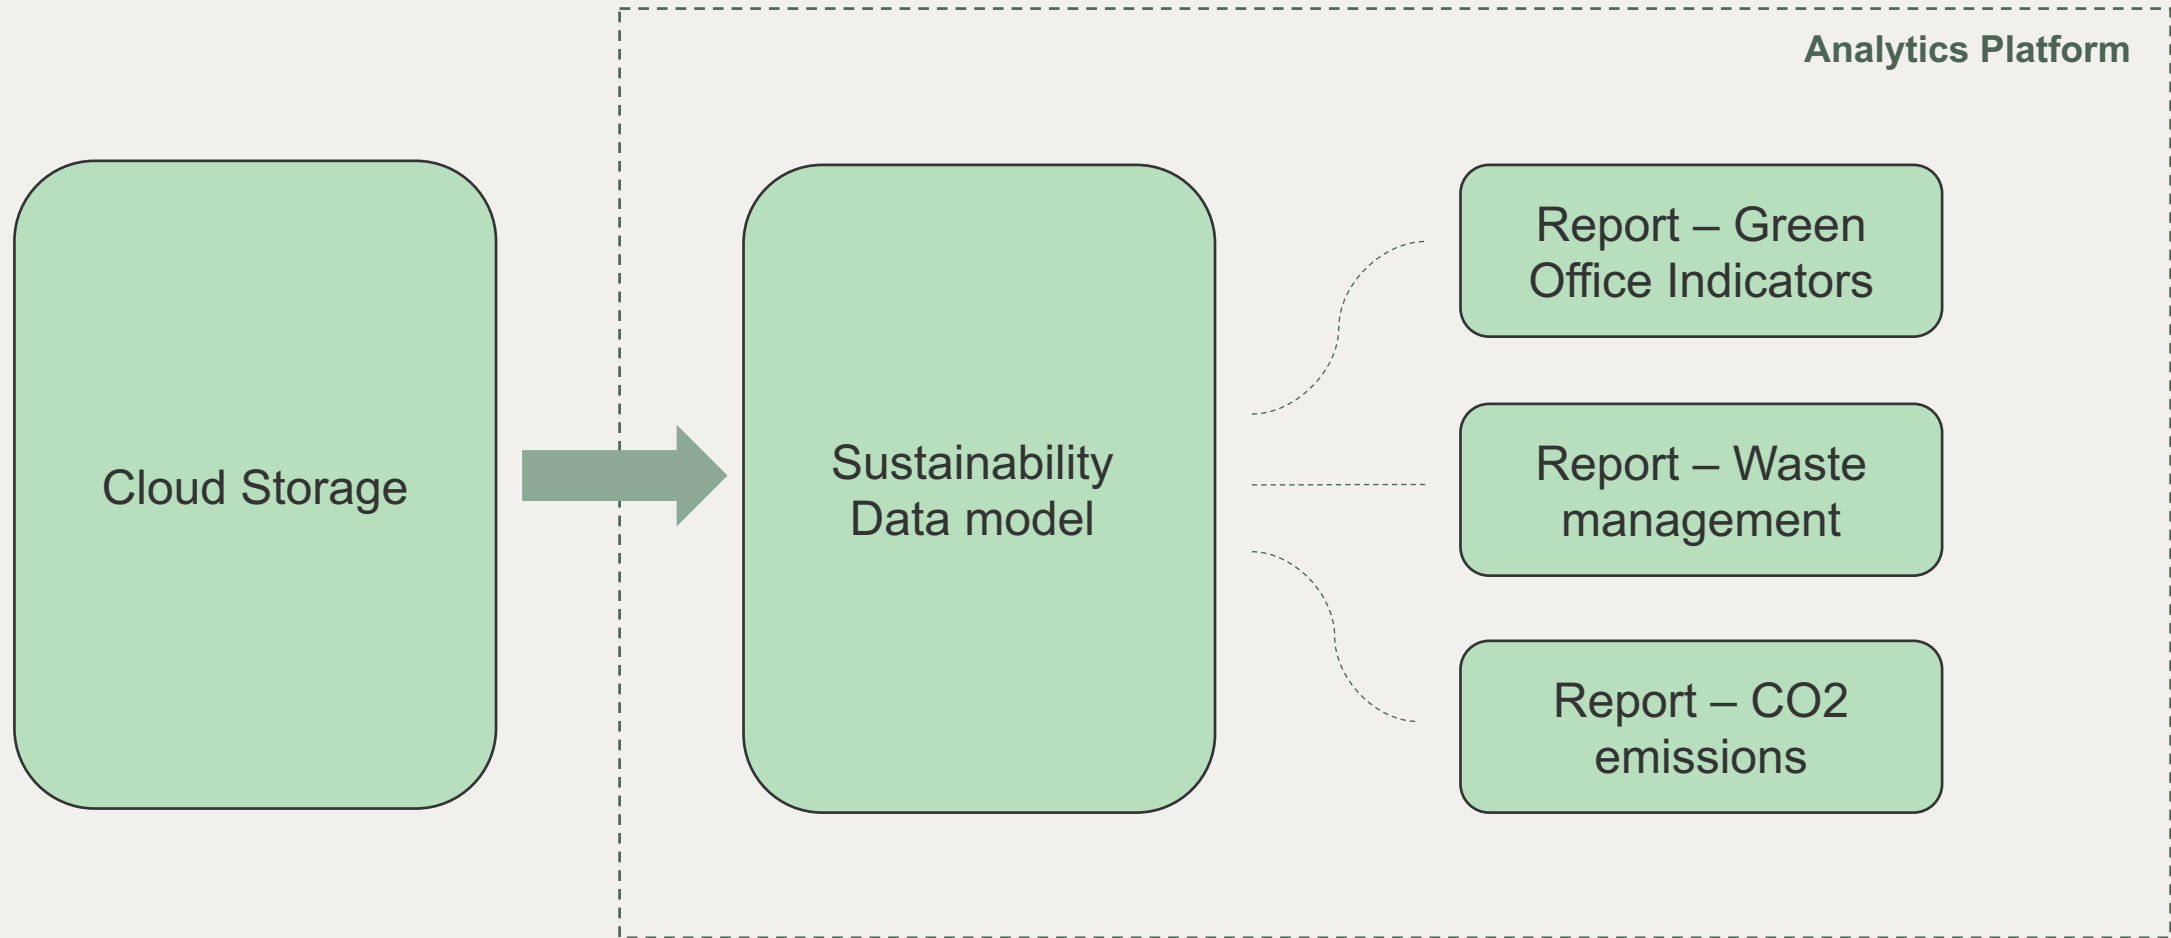 Analytics Platform
Cloud Storage
Sustainability
Data model
Report – Green
Office Indicators
Report – Waste
management
Report – CO2
emissions